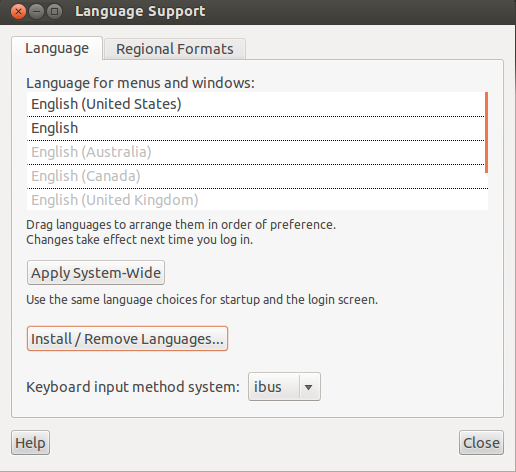 Language Support
Language
Regional Formats
Language for menus and windows:
English (United States)
English
English (Australia)
English (Canada)
English (United Kingdom)
Drag languages to arrange them in order of preference.
Changes take effect next time you log in.
Apply System-Wide
Use the same language choices for startup and the login screen.
Install / Remove Languages...
Keyboard input method system: ibus
Help
Close